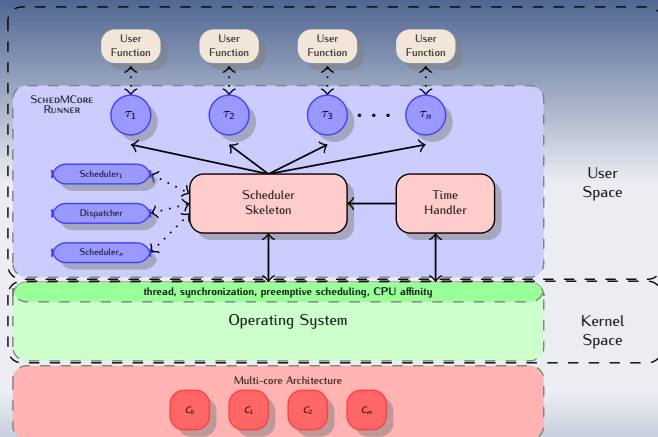 User
Function
User
Function
User
Function
User
Function
SCHEDMCORE
RUNNER
τ1
τ2
τ3
• • •
τn
Scheduler1
Dispatcher
Schedulern
Scheduler
Skeleton
Time
Handler
User
Space
thread, synchronization, preemptive scheduling, CPU affinity
Operating System
Kernel
Space
Multi-core Architecture
C0
C1
C2
Cm